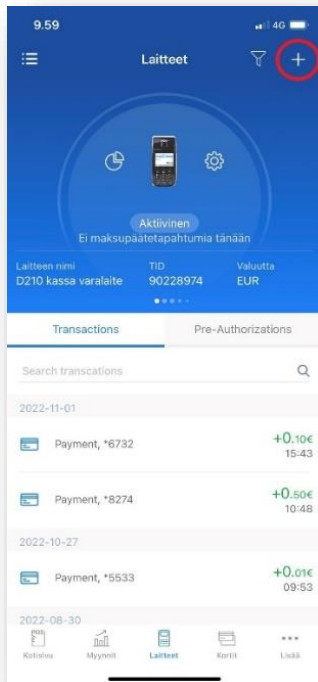 9.59
4G
Laitteet
Aktiivinen
Ei maksupäätetapahtumia tänään
Laitteen nimi TID Valuutta
D210 kassa varalaite 90228974 EUR
Transactions Pre-Authorizations
Search transcations
2022-11-01
Payment, *6732 +0.10€
15:43
Payment, *8274 +0.50€
10:48
2022-10-27
Payment, *5533 +0.01€
09:53
2022-08-30
Kotisivu Myynnit Laitteet Kortit Lisää